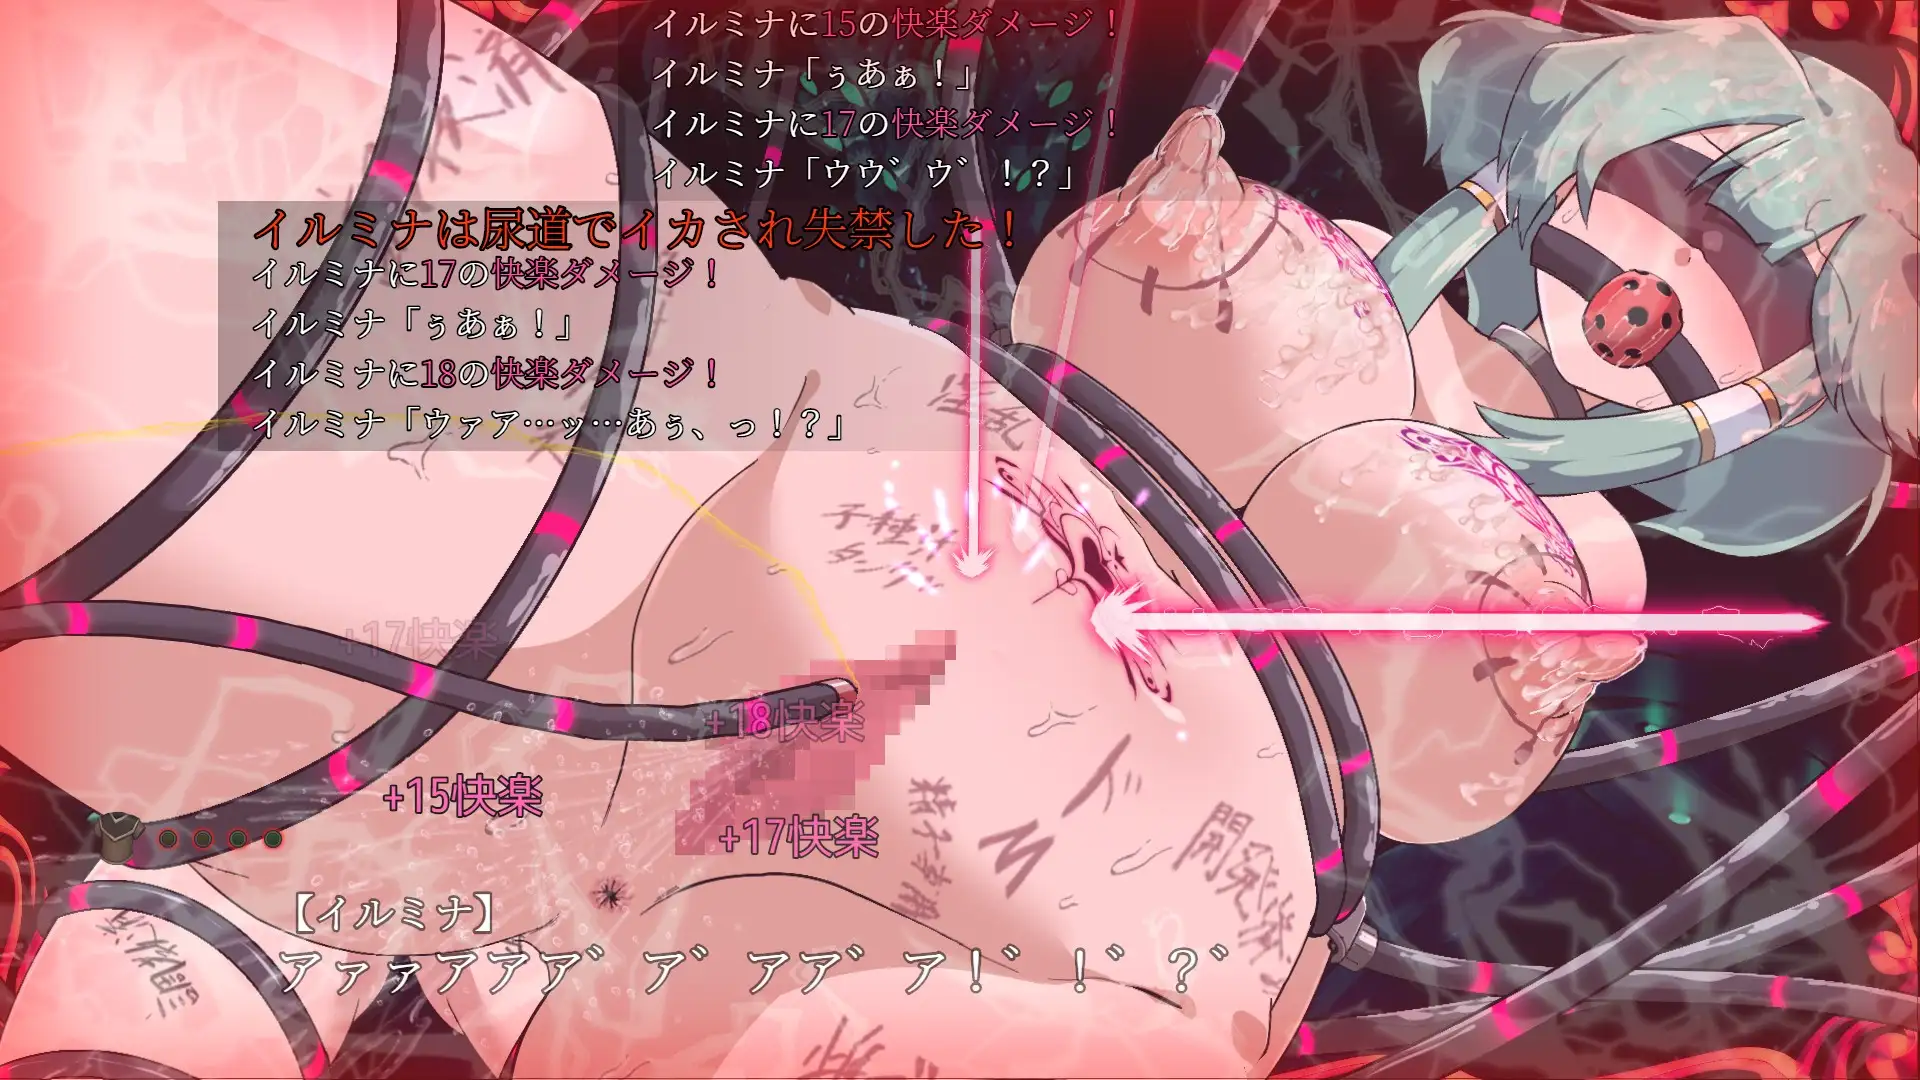 イルミナに15の快楽ダメージ！
イルミナ「ぅあぁ！」
イルミナに17の快楽ダメージ！
イルミナ「ウヴ ヴ ！？」
イルミナは尿道でイカされ失禁した！
イルミナに17の快楽ダメージ！
イルミナ「ぅあぁ！」
イルミナに18の快楽ダメージ！
イルミナ「ウァア…ッ…あぅ、っ！？」
淫乱
+17快楽
+18快楽
+15快楽
+17快楽
開発済
【イルミナ】
アァァアアア゛ ア゛ アア゛ ア！゛ ！゛ ？゛